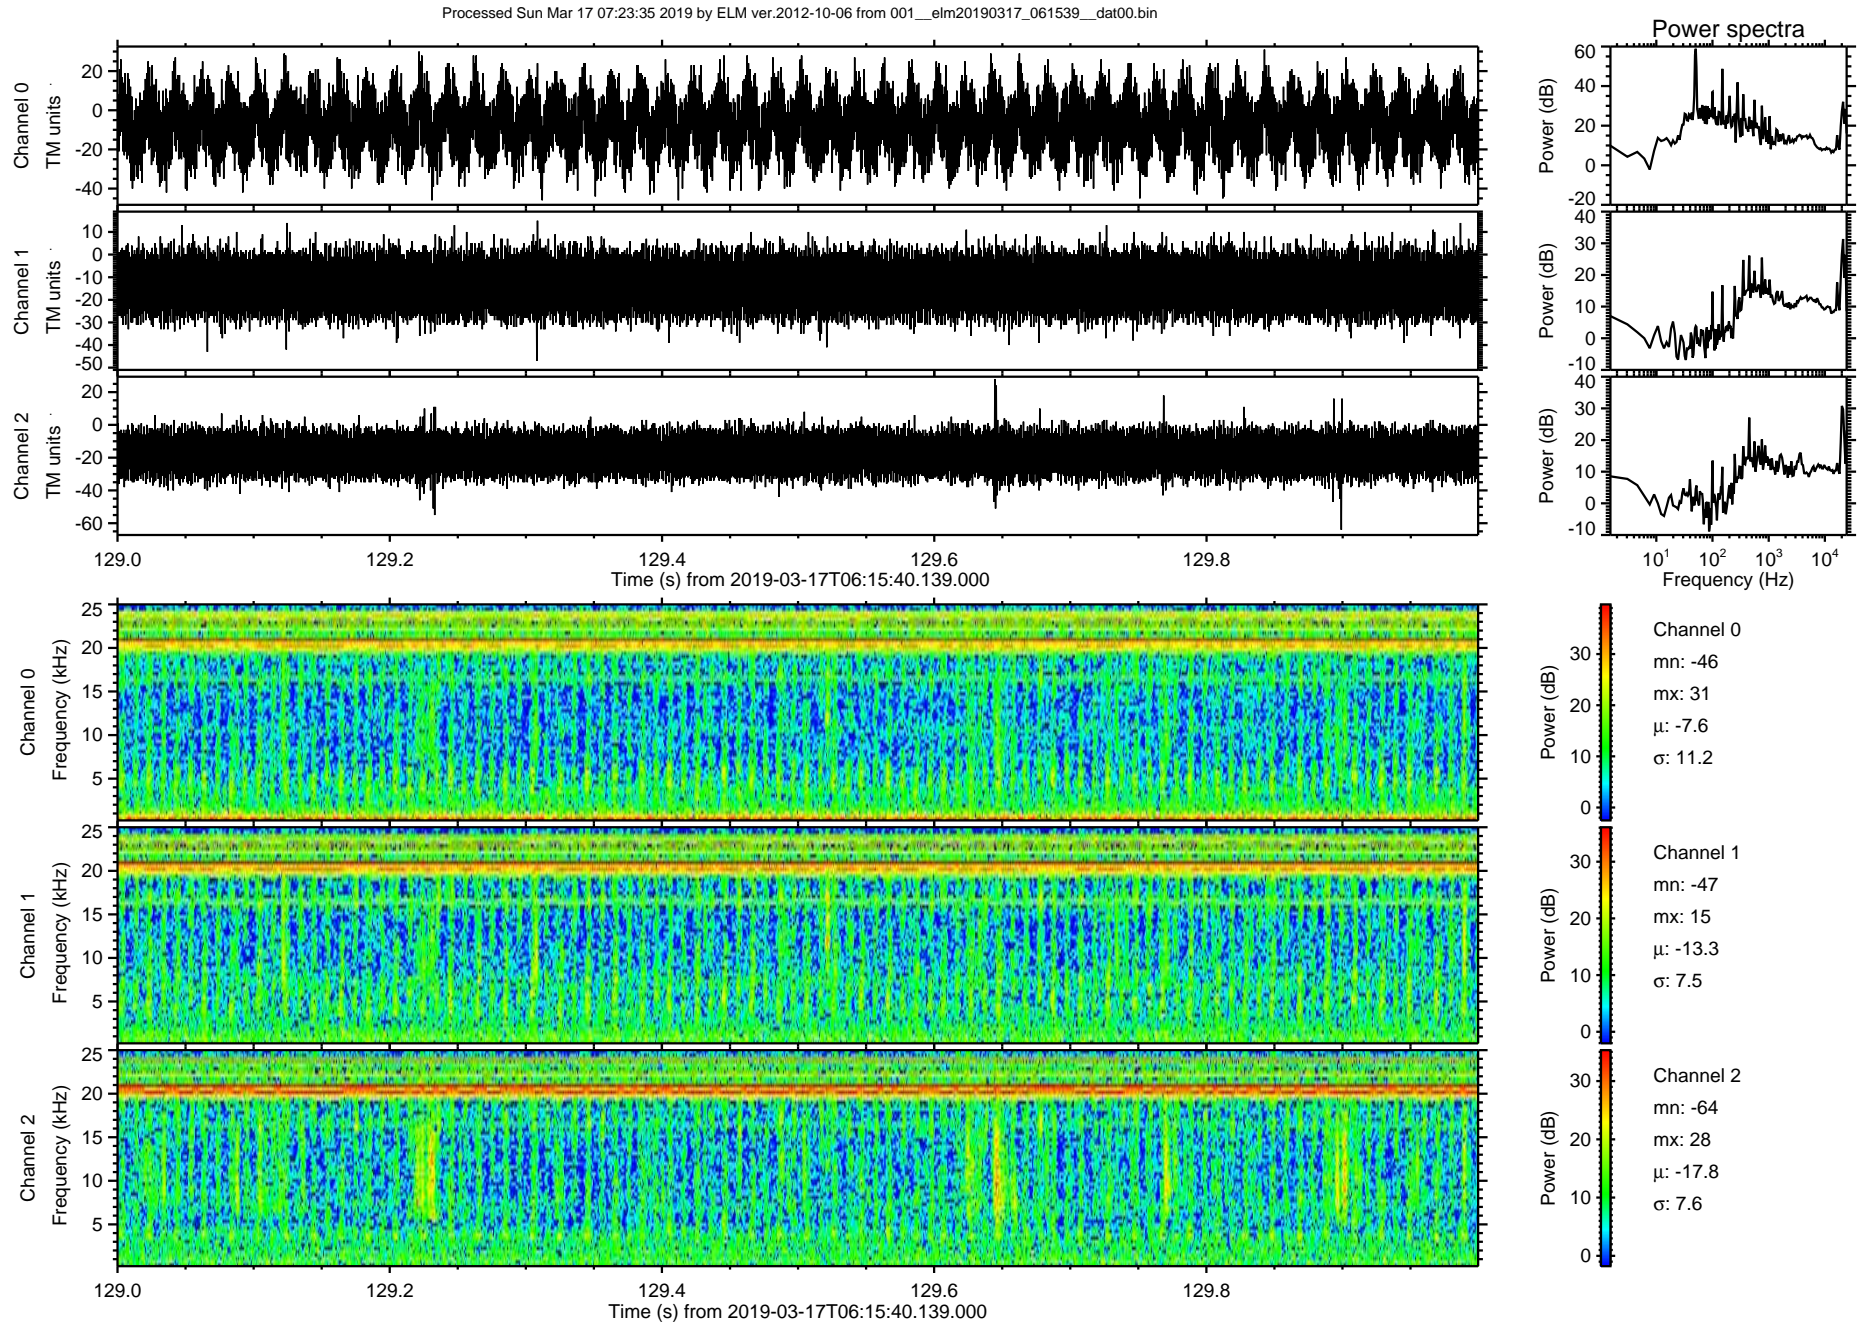 Processed Sun Mar 17 07:23:35 2019 by ELM ver.2012-10-06 from 001__elm20190317_061539__dat00.bin
Power spectra
Channel 0
TM units
20
0
-20
-40
Power (dB)
60
40
20
0
-20
Channel 1
TM units
10
0
-10
-20
-30
-40
-50
Power (dB)
40
30
20
10
0
-10
Channel 2
TM units
20
0
-20
-40
-60
Power (dB)
40
30
20
10
0
-10
129.0 129.2 129.4 129.6 129.8
Time (s) from 2019-03-17T06:15:40.139.000
10^1 10^2 10^3 10^4
Frequency (Hz)
Channel 0
Frequency (kHz)
25
20
15
10
5
Power (dB)
30
20
10
0
Channel 0
mn: -46
mx: 31
μ: -7.6
σ: 11.2
Channel 1
Frequency (kHz)
25
20
15
10
5
Power (dB)
30
20
10
0
Channel 1
mn: -47
mx: 15
μ: -13.3
σ: 7.5
Channel 2
Frequency (kHz)
25
20
15
10
5
Power (dB)
30
20
10
0
Channel 2
mn: -64
mx: 28
μ: -17.8
σ: 7.6
129.0 129.2 129.4 129.6 129.8
Time (s) from 2019-03-17T06:15:40.139.000